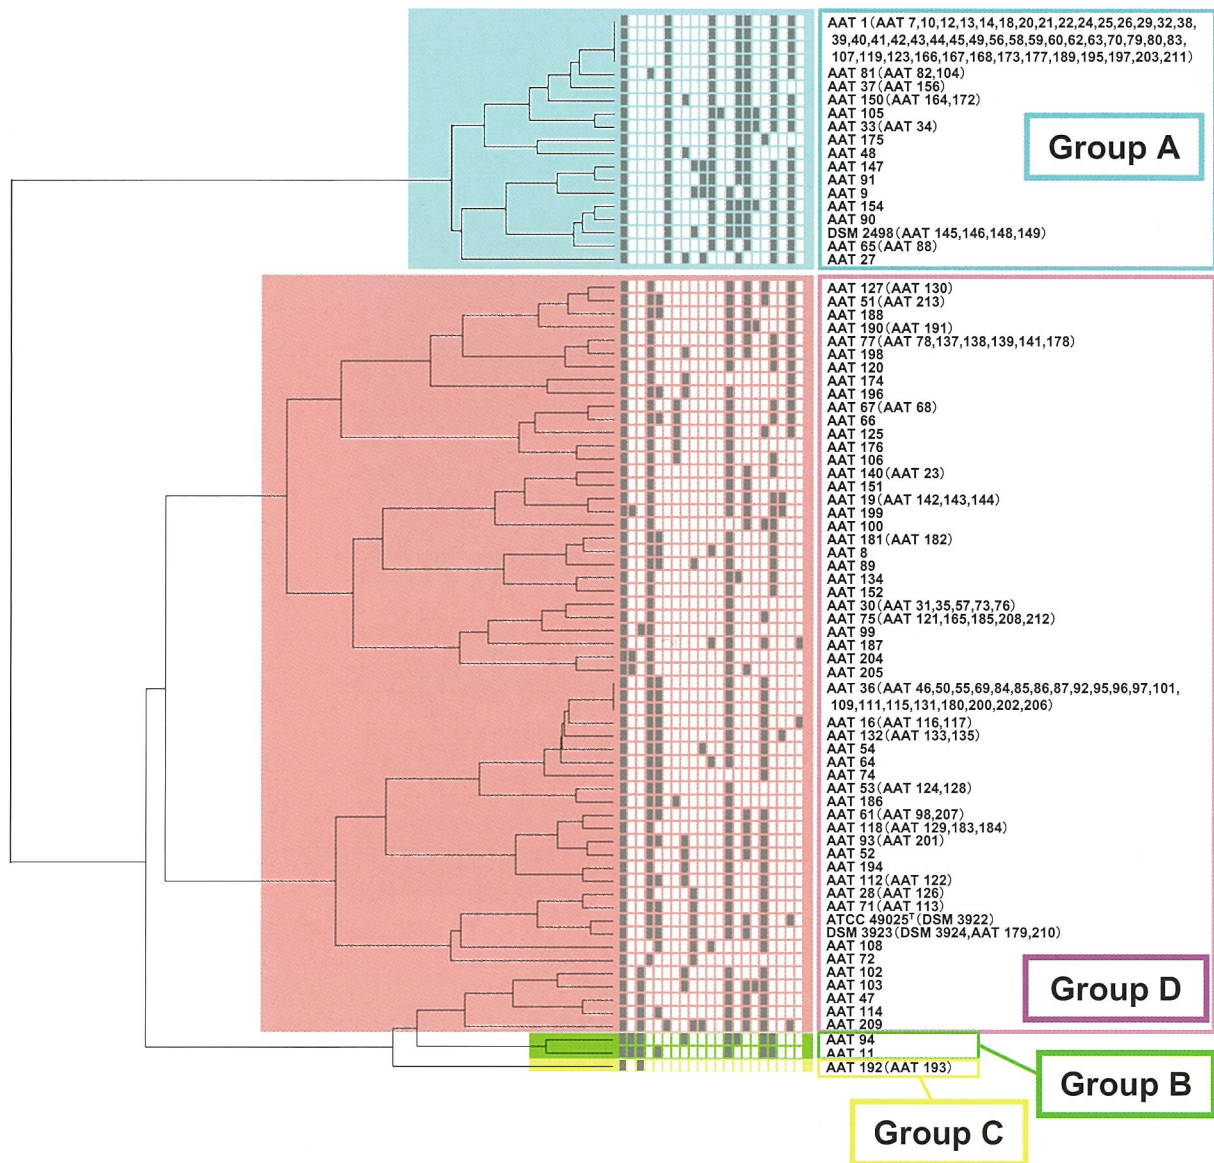 AAT 1(AAT 7,10,12,13,14,18,20,21,22,24,25,26,29,32,38,
39,40,41,42,43,44,45,49,56,58,59,60,62,63,70,79,80,83,
107,119,123,166,167,168,173,177,189,195,197,203,211)
AAT 81(AAT 82,104)
AAT 37(AAT 156)
AAT 150(AAT 164,172)
AAT 105
AAT 33(AAT 34)
AAT 175
AAT 48
AAT 147
AAT 91
AAT 9
AAT 154
AAT 90
DSM 2498(AAT 145,146,148,149)
AAT 65(AAT 88)
AAT 27
Group A
AAT 127(AAT 130)
AAT 51(AAT 213)
AAT 188
AAT 190(AAT 191)
AAT 77(AAT 78,137,138,139,141,178)
AAT 198
AAT 120
AAT 174
AAT 196
AAT 67(AAT 68)
AAT 66
AAT 125
AAT 176
AAT 106
AAT 140(AAT 23)
AAT 151
AAT 19(AAT 142,143,144)
AAT 199
AAT 100
AAT 181(AAT 182)
AAT 8
AAT 89
AAT 134
AAT 152
AAT 30(AAT 31,35,57,73,76)
AAT 75(AAT 121,165,185,208,212)
AAT 99
AAT 187
AAT 204
AAT 205
AAT 36(AAT 46,50,55,69,84,85,86,87,92,95,96,97,101,
109,111,115,131,180,200,202,206)
AAT 16(AAT 116,117)
AAT 132(AAT 133,135)
AAT 54
AAT 64
AAT 74
AAT 53(AAT 124,128)
AAT 186
AAT 61(AAT 98,207)
AAT 118(AAT 129,183,184)
AAT 93(AAT 201)
AAT 52
AAT 194
AAT 112(AAT 122)
AAT 28(AAT 126)
AAT 71(AAT 113)
ATCC 49025ᵀ(DSM 3922)
DSM 3923(DSM 3924,AAT 179,210)
AAT 108
AAT 72
AAT 102
AAT 103
AAT 47
AAT 114
AAT 209
Group D
AAT 94
AAT 11
AAT 192(AAT 193)
Group B
Group C